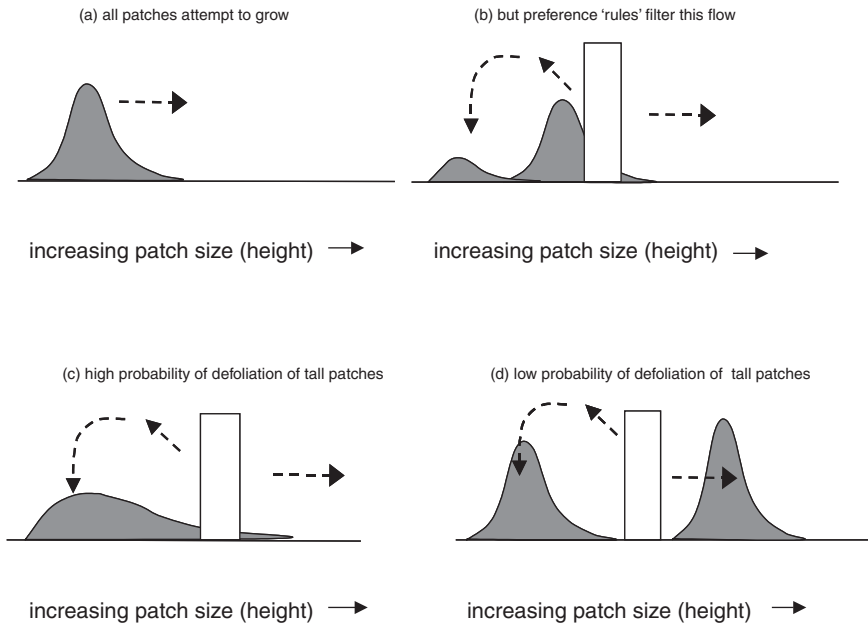 (a) all patches attempt to grow
(b) but preference ‘rules’ filter this flow
increasing patch size (height)
increasing patch size (height)
(c) high probability of defoliation of tall patches
(d) low probability of defoliation of tall patches
increasing patch size (height)
increasing patch size (height)